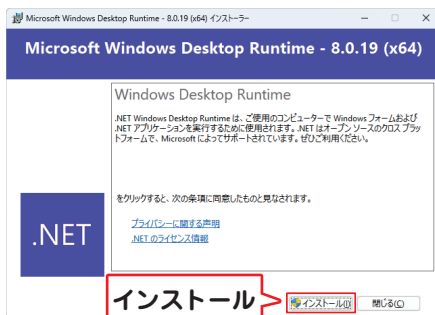 Microsoft Windows Desktop Runtime - 8.0.19 (x64) インストーラー
Microsoft Windows Desktop Runtime - 8.0.19 (x64)
Windows Desktop Runtime
.NET Windows Desktop Runtime は、ご使用のコンピューターで Windows フォームおよび
.NET アプリケーションを実行するために使用されます。.NET はオープン ソースのクロス プラッ
トフォームで、Microsoft によってサポートされています。ぜひご利用ください。
をクリックすると、次の条項に同意したものと見なされます。
プライバシーに関する声明
.NET のライセンス情報
.NET
インストール
インストール(I)
閉じる(C)